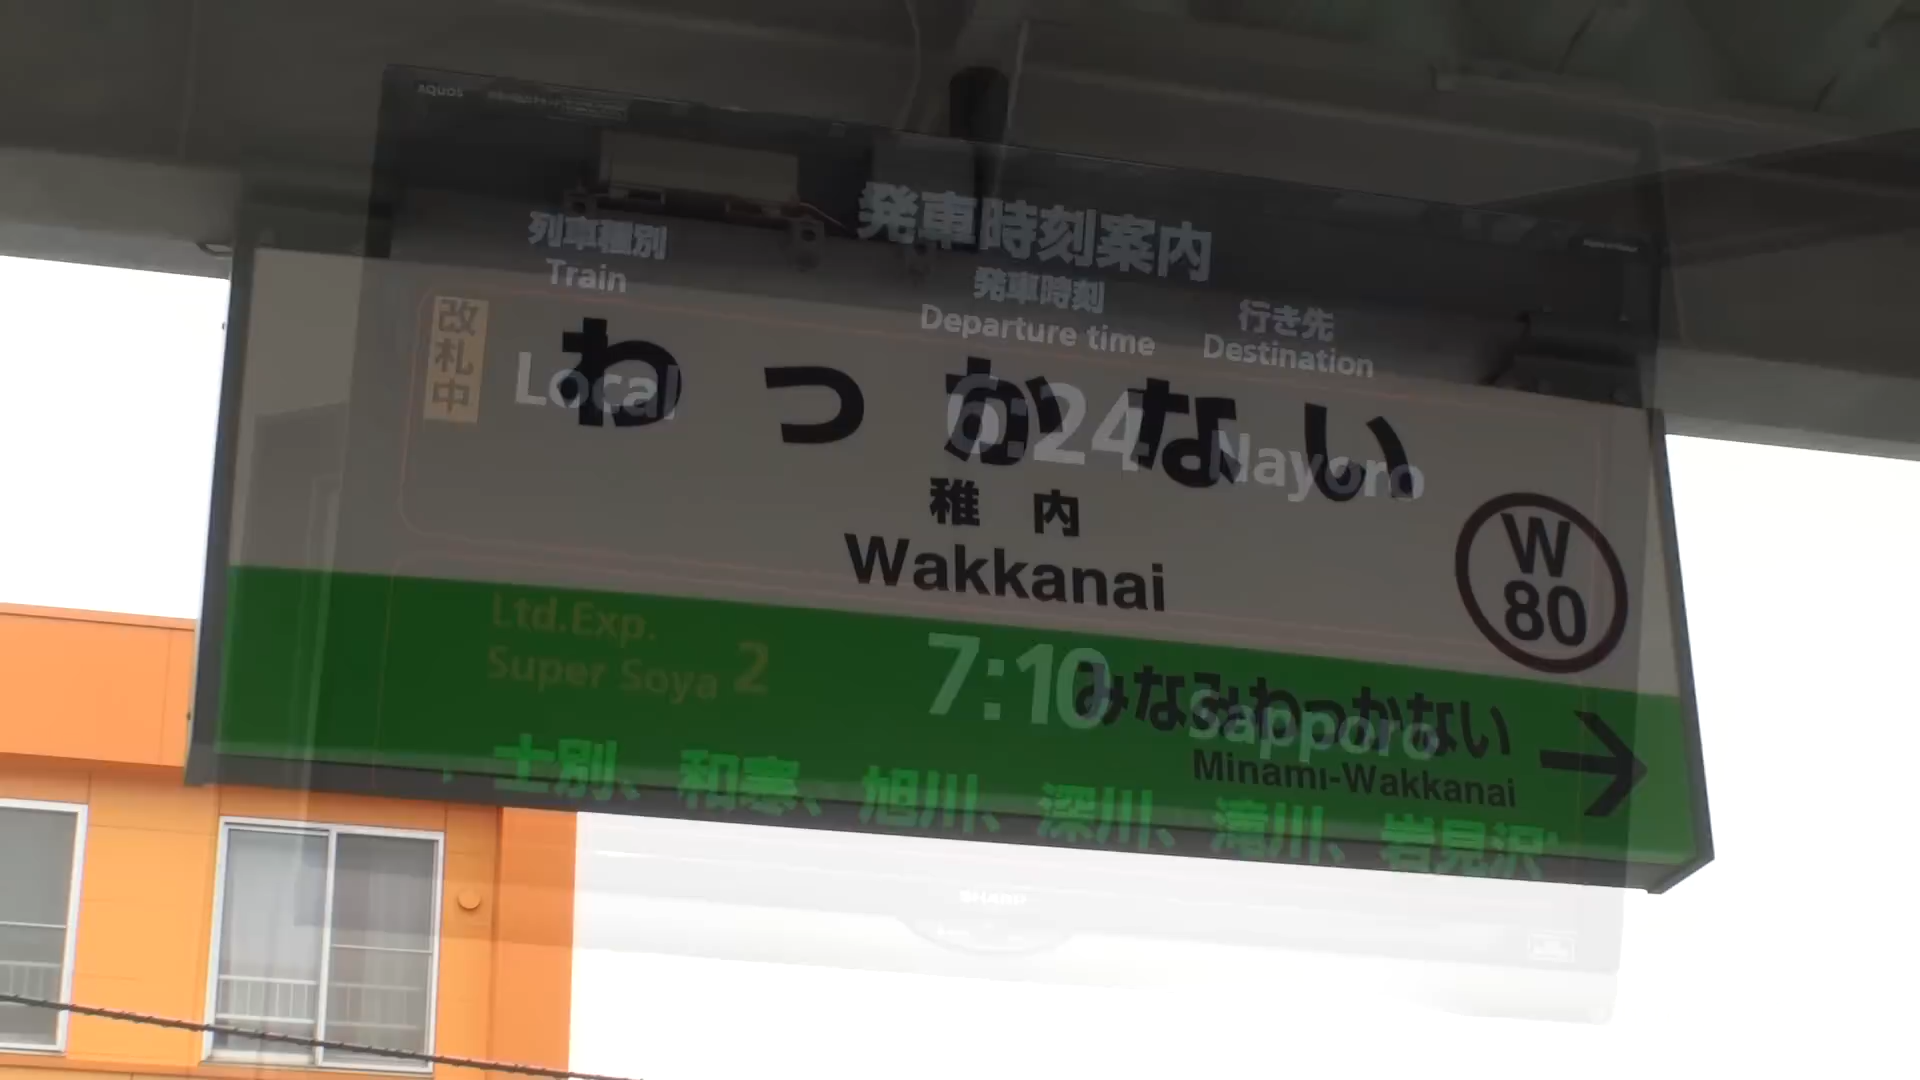 AQUOS
発車時刻案内
列車種別
Train
発車時刻
Departure time
行き先
Destination
改札中
Local
6:24
Nayoro
Ltd.Exp.
Super Soya 2
7:10
Sapporo
士別、和寒、旭川、深川、滝川、岩見沢
SHARP
わっかない
稚内
Wakkanai
W
80
みなみわっかない
Minami-Wakkanai
→